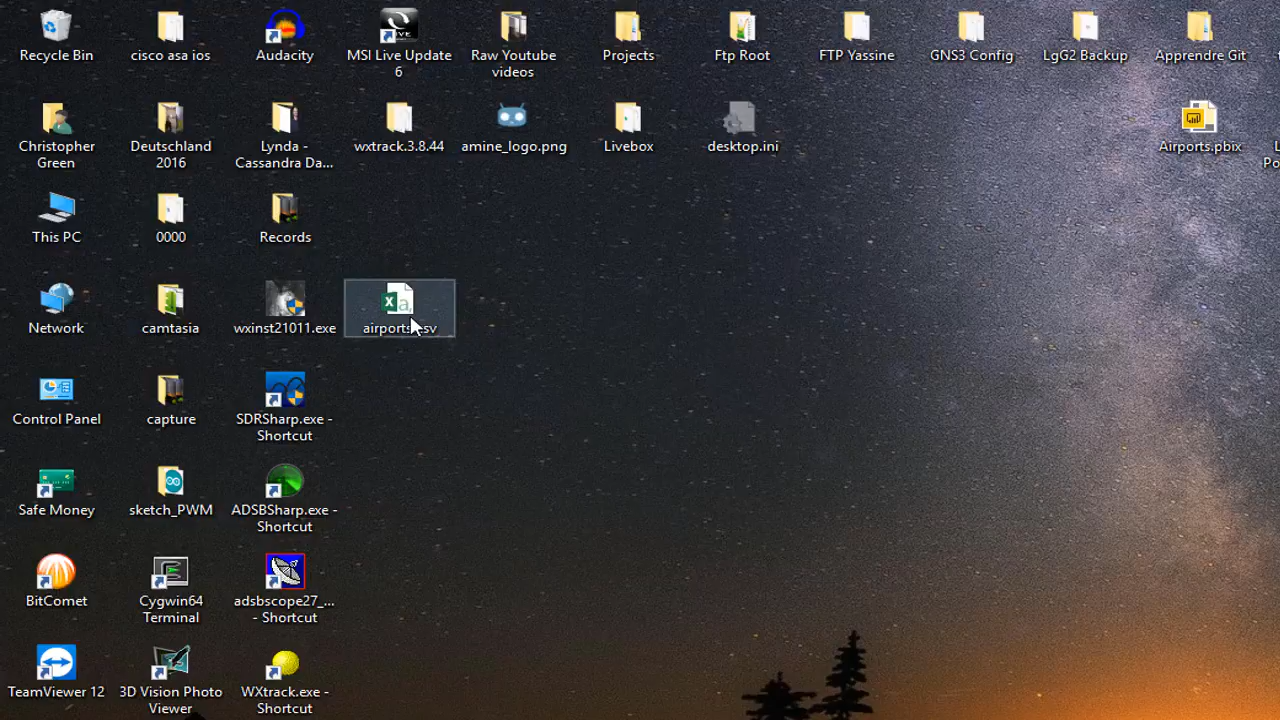 Recycle Bin
cisco asa ios
Audacity
MSI Live Update
6
Raw Youtube
videos
Projects
Ftp Root
FTP Yassine
GNS3 Config
LgG2 Backup
Apprendre Git
Christopher
Green
Deutschland
2016
Lynda -
Cassandra Da...
wxtrack.3.8.44
amine_logo.png
Livebox
desktop.ini
Airports.pbix
This PC
0000
Records
Network
camtasia
wxinst21011.exe
airports.csv
Control Panel
capture
SDRSharp.exe -
Shortcut
Safe Money
sketch_PWM
ADSBSharp.exe -
Shortcut
BitComet
Cygwin64
Terminal
adsbscope27_...
- Shortcut
TeamViewer 12
3D Vision Photo
Viewer
WXtrack.exe -
Shortcut